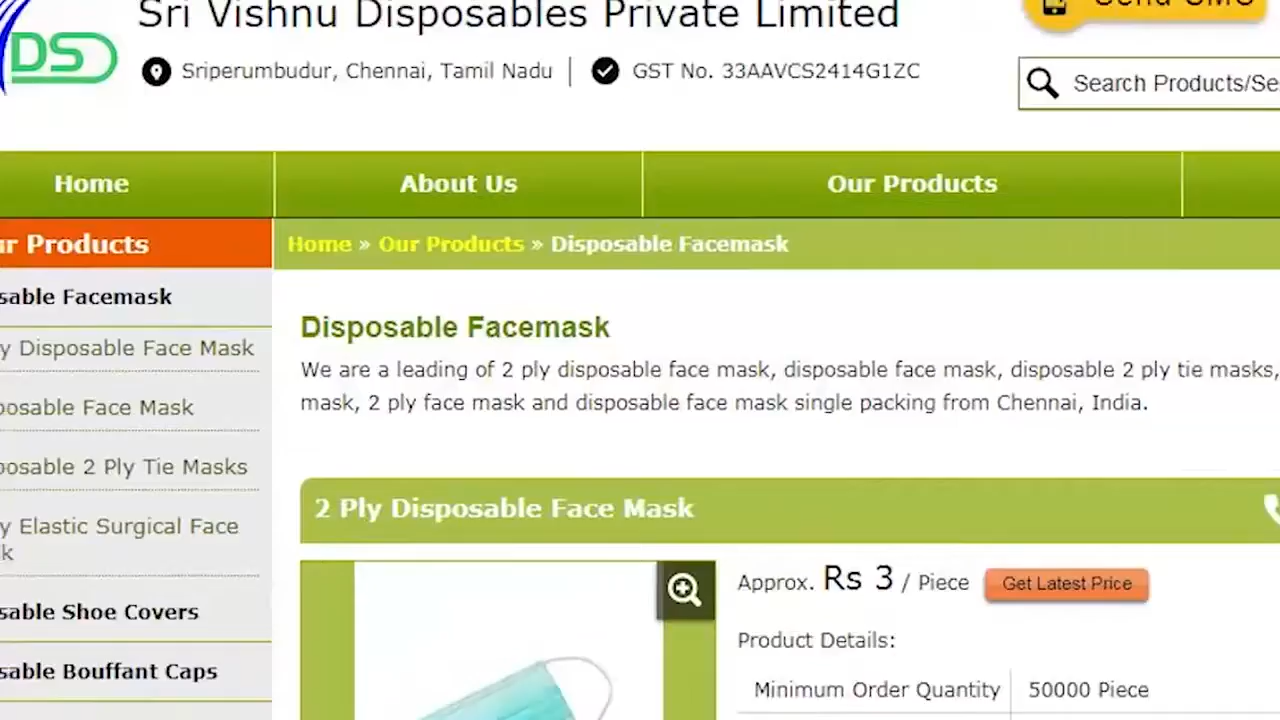 Sri Vishnu Disposables Private Limited
DS
Sriperumbudur, Chennai, Tamil Nadu
GST No. 33AAVCS2414G1ZC
Send SMS
Search Products/Se
Home
About Us
Our Products
ur Products
Home » Our Products » Disposable Facemask
sable Facemask
y Disposable Face Mask
posable Face Mask
posable 2 Ply Tie Masks
y Elastic Surgical Face
k
sable Shoe Covers
sable Bouffant Caps
Disposable Facemask
We are a leading of 2 ply disposable face mask, disposable face mask, disposable 2 ply tie masks,
mask, 2 ply face mask and disposable face mask single packing from Chennai, India.
2 Ply Disposable Face Mask
Approx. Rs 3 / Piece
Get Latest Price
Product Details:
Minimum Order Quantity 50000 Piece